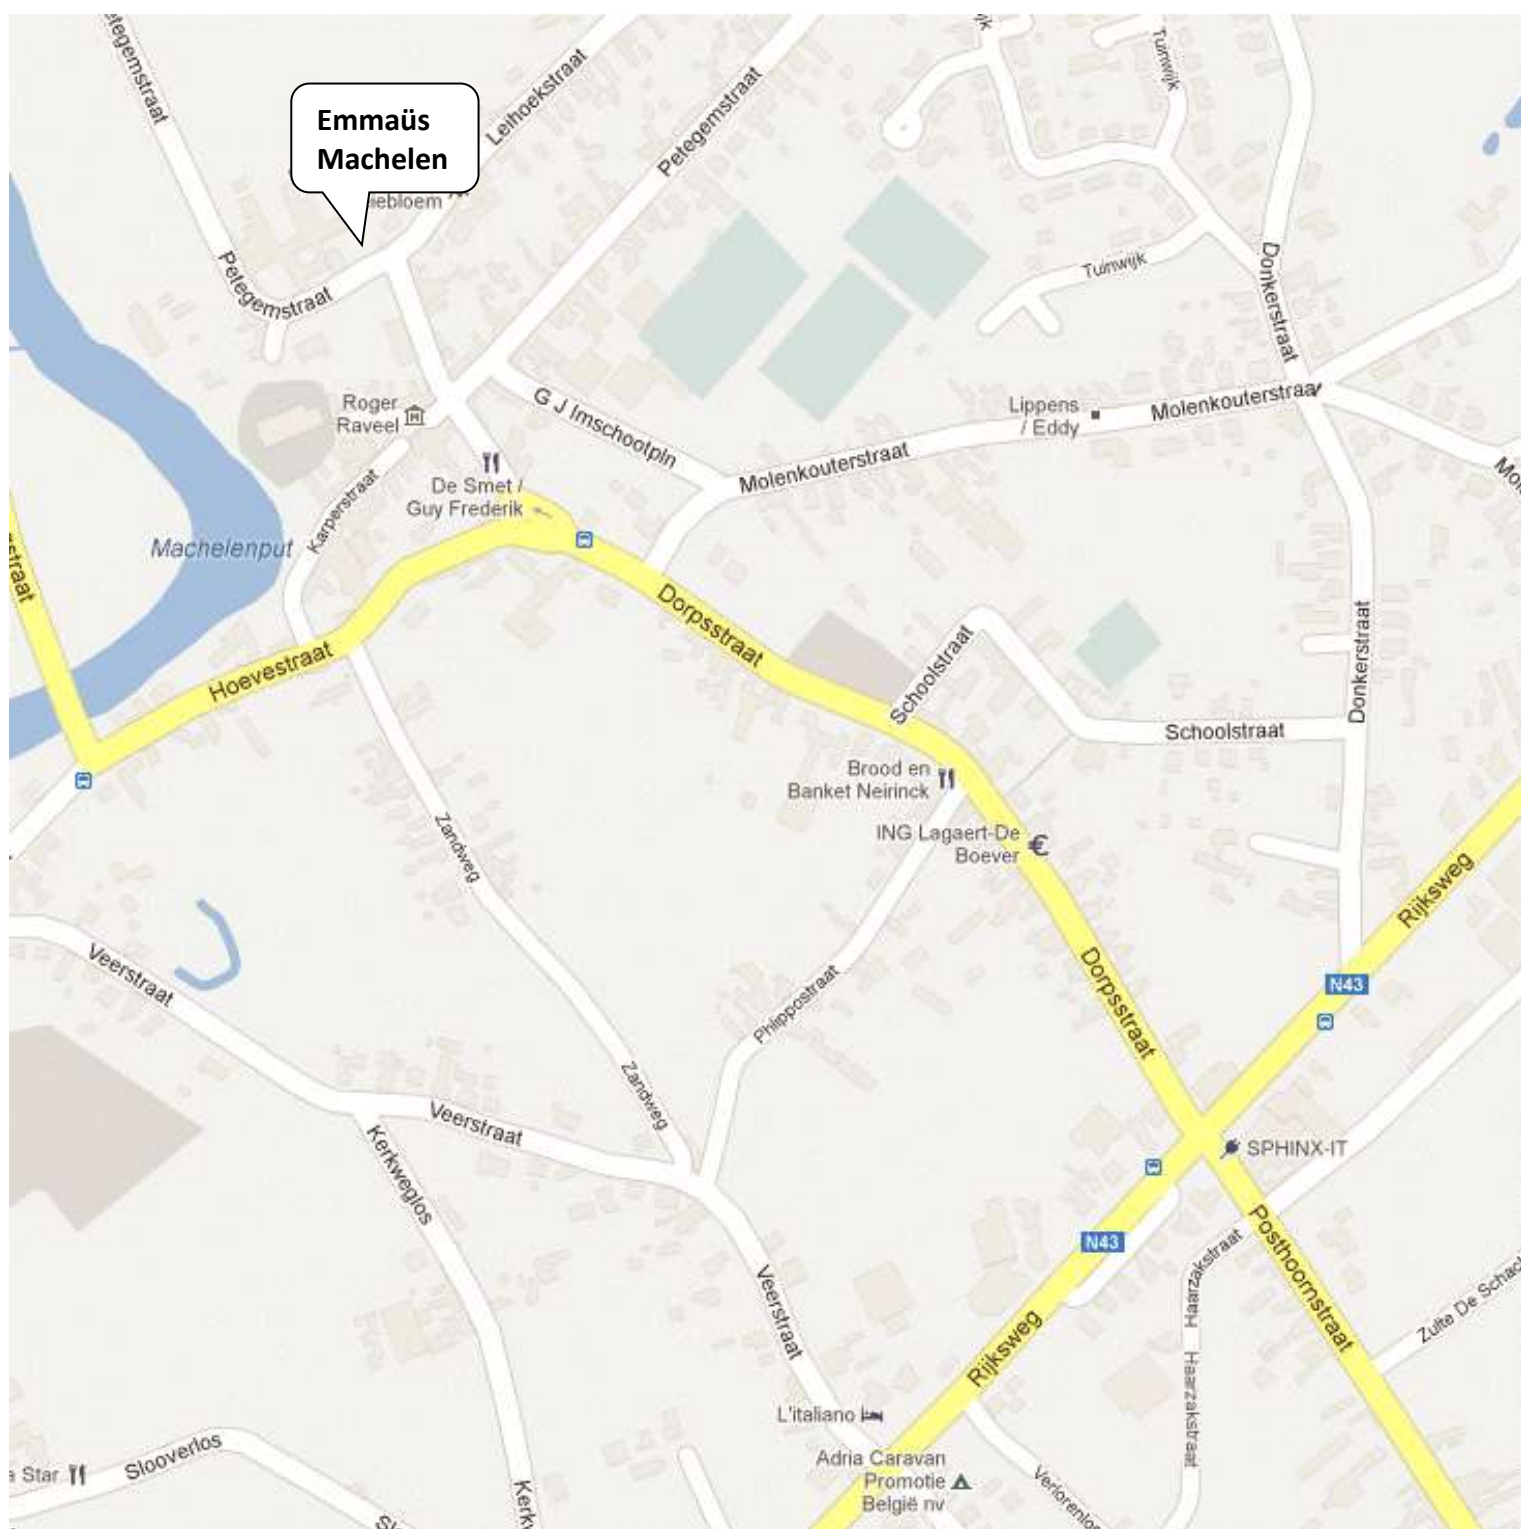 Emmaüs
Machelen
Leihoekstraat
Petegemstraat
Tuinwijk
Petegemstraat
Tuinwijk
Donkerstraat
Roger
Raveel
G J Imschootpln
Lippens
/ Eddy
Molenkouterstraat
De Smet /
Guy Frederik
Molenkouterstraat
Karperstraat
Machelenput
Dorpsstraat
Hoevestraat
Schoolstraat
Schoolstraat
Donkerstraat
Brood en
Banket Neirinck
ING Lagaert-De
Boever
Zandweg
Rijksweg
Veerstraat
Dorpsstraat
N43
Philippostraat
Zandweg
Veerstraat
Kerkweglos
SPHINX-IT
N43
Posthoornstraat
Haarzakstraat
Veerstraat
Rijksweg
Haarzakstraat
Zulte De Schach
L'italiano
Adria Caravan
Promotie
België nv
Star
Slooverlos